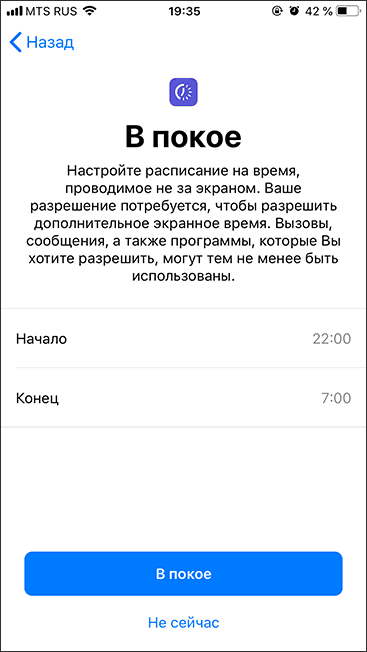 MTS RUS 19:35 42 %
Назад
В покое
Настройте расписание на время,
проводимое не за экраном. Ваше
разрешение потребуется, чтобы разрешить
дополнительное экранное время. Вызовы,
сообщения, а также программы, которые Вы
хотите разрешить, могут тем не менее быть
использованы.
Начало 22:00
Конец 7:00
В покое
Не сейчас